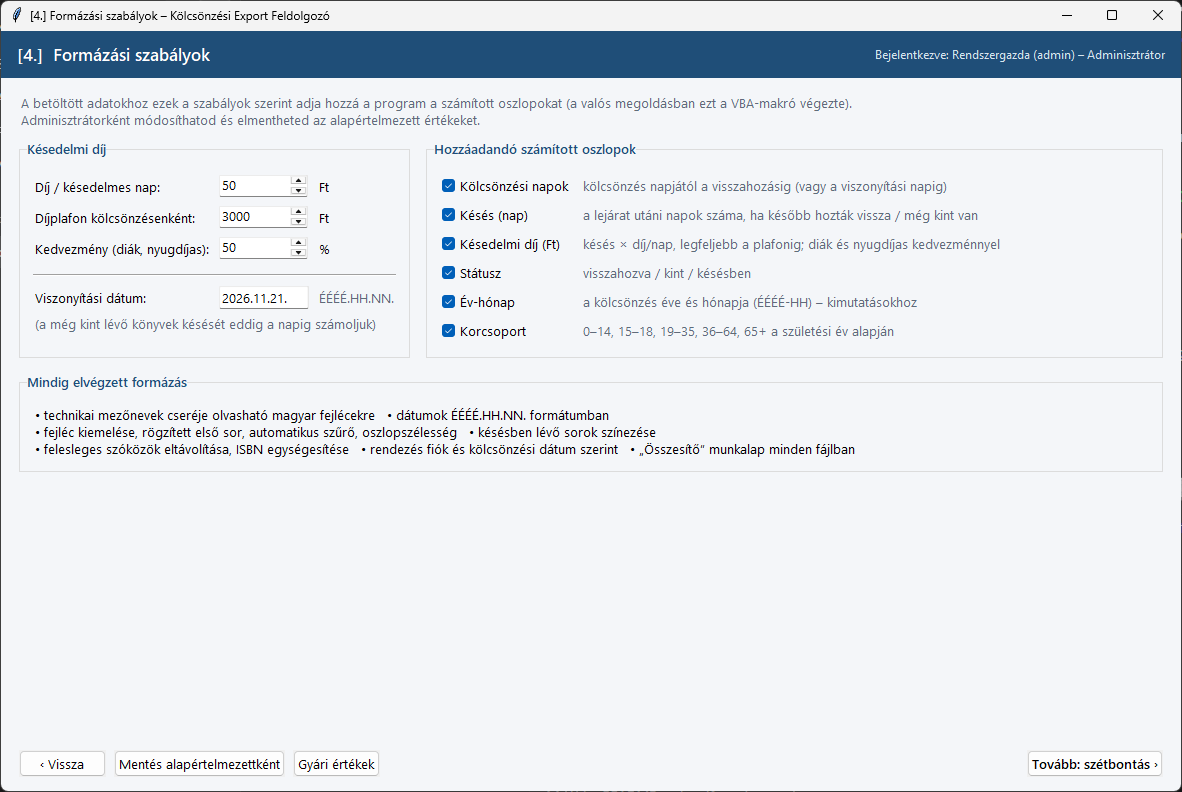 [4.] Formázási szabályok – Kölcsönzési Export Feldolgozó
[4.] Formázási szabályok
Bejelentkezve: Rendszergazda (admin) – Adminisztrátor
A betöltött adatokhoz ezek a szabályok szerint adja hozzá a program a számított oszlopokat (a valós megoldásban ezt a VBA-makró végezte).
Adminisztrátorként módosíthatod és elmentheted az alapértelmezett értékeket.
Késedelmi díj
Díj / késedelmes nap: 50 Ft
Díjplafon kölcsönzésenként: 3000 Ft
Kedvezmény (diák, nyugdíjas): 50 %
Viszonyítási dátum: 2026.11.21. ÉÉÉÉ.HH.NN.
(a még kint lévő könyvek késését eddig a napig számoljuk)
Hozzáadandó számított oszlopok
Kölcsönzési napok kölcsönzés napjától a visszahozásig (vagy a viszonyítási napig)
Késés (nap) a lejárat utáni napok száma, ha később hozták vissza / még kint van
Késedelmi díj (Ft) késés × díj/nap, legfeljebb a plafonig; diák és nyugdíjas kedvezménnyel
Státusz visszahozva / kint / késésben
Év-hónap a kölcsönzés éve és hónapja (ÉÉÉÉ-HH) – kimutatásokhoz
Korcsoport 0–14, 15–18, 19–35, 36–64, 65+ a születési év alapján
Mindig elvégzett formázás
• technikai mezőnevek cseréje olvasható magyar fejlécekre • dátumok ÉÉÉÉ.HH.NN. formátumban
• fejléc kiemelése, rögzített első sor, automatikus szűrő, oszlopszélesség • késésben lévő sorok színezése
• felesleges szóközök eltávolítása, ISBN egységesítése • rendezés fiók és kölcsönzési dátum szerint • „Összesítő” munkalap minden fájlban
‹ Vissza
Mentés alapértelmezettként
Gyári értékek
Tovább: szétbontás ›